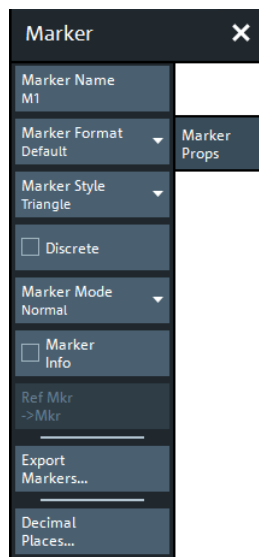 Marker
Marker Name
M1
Marker Format
Default
Marker Style
Triangle
Discrete
Marker Mode
Normal
Marker
Info
Ref Mkr
->Mkr
Export
Markers...
Decimal
Places...
Marker
Props